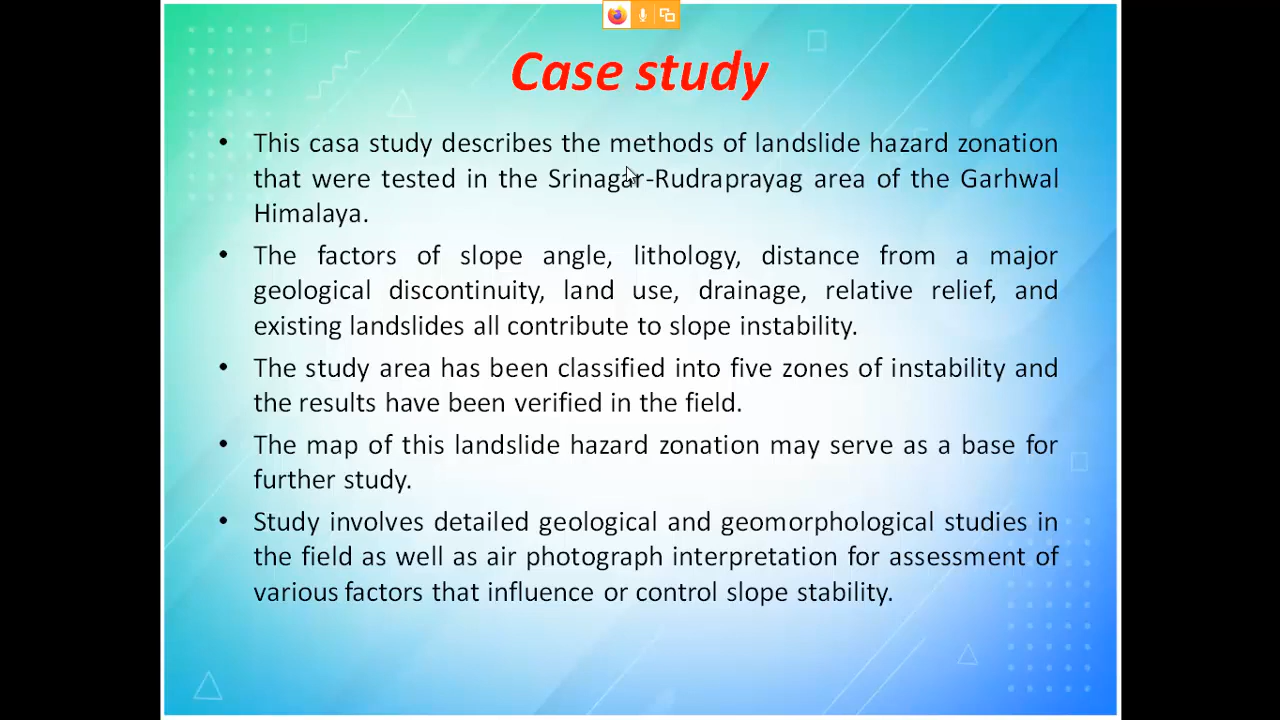 Case study
• This casa study describes the methods of landslide hazard zonation
that were tested in the Srinagar-Rudraprayag area of the Garhwal
Himalaya.
• The factors of slope angle, lithology, distance from a major
geological discontinuity, land use, drainage, relative relief, and
existing landslides all contribute to slope instability.
• The study area has been classified into five zones of instability and
the results have been verified in the field.
• The map of this landslide hazard zonation may serve as a base for
further study.
• Study involves detailed geological and geomorphological studies in
the field as well as air photograph interpretation for assessment of
various factors that influence or control slope stability.